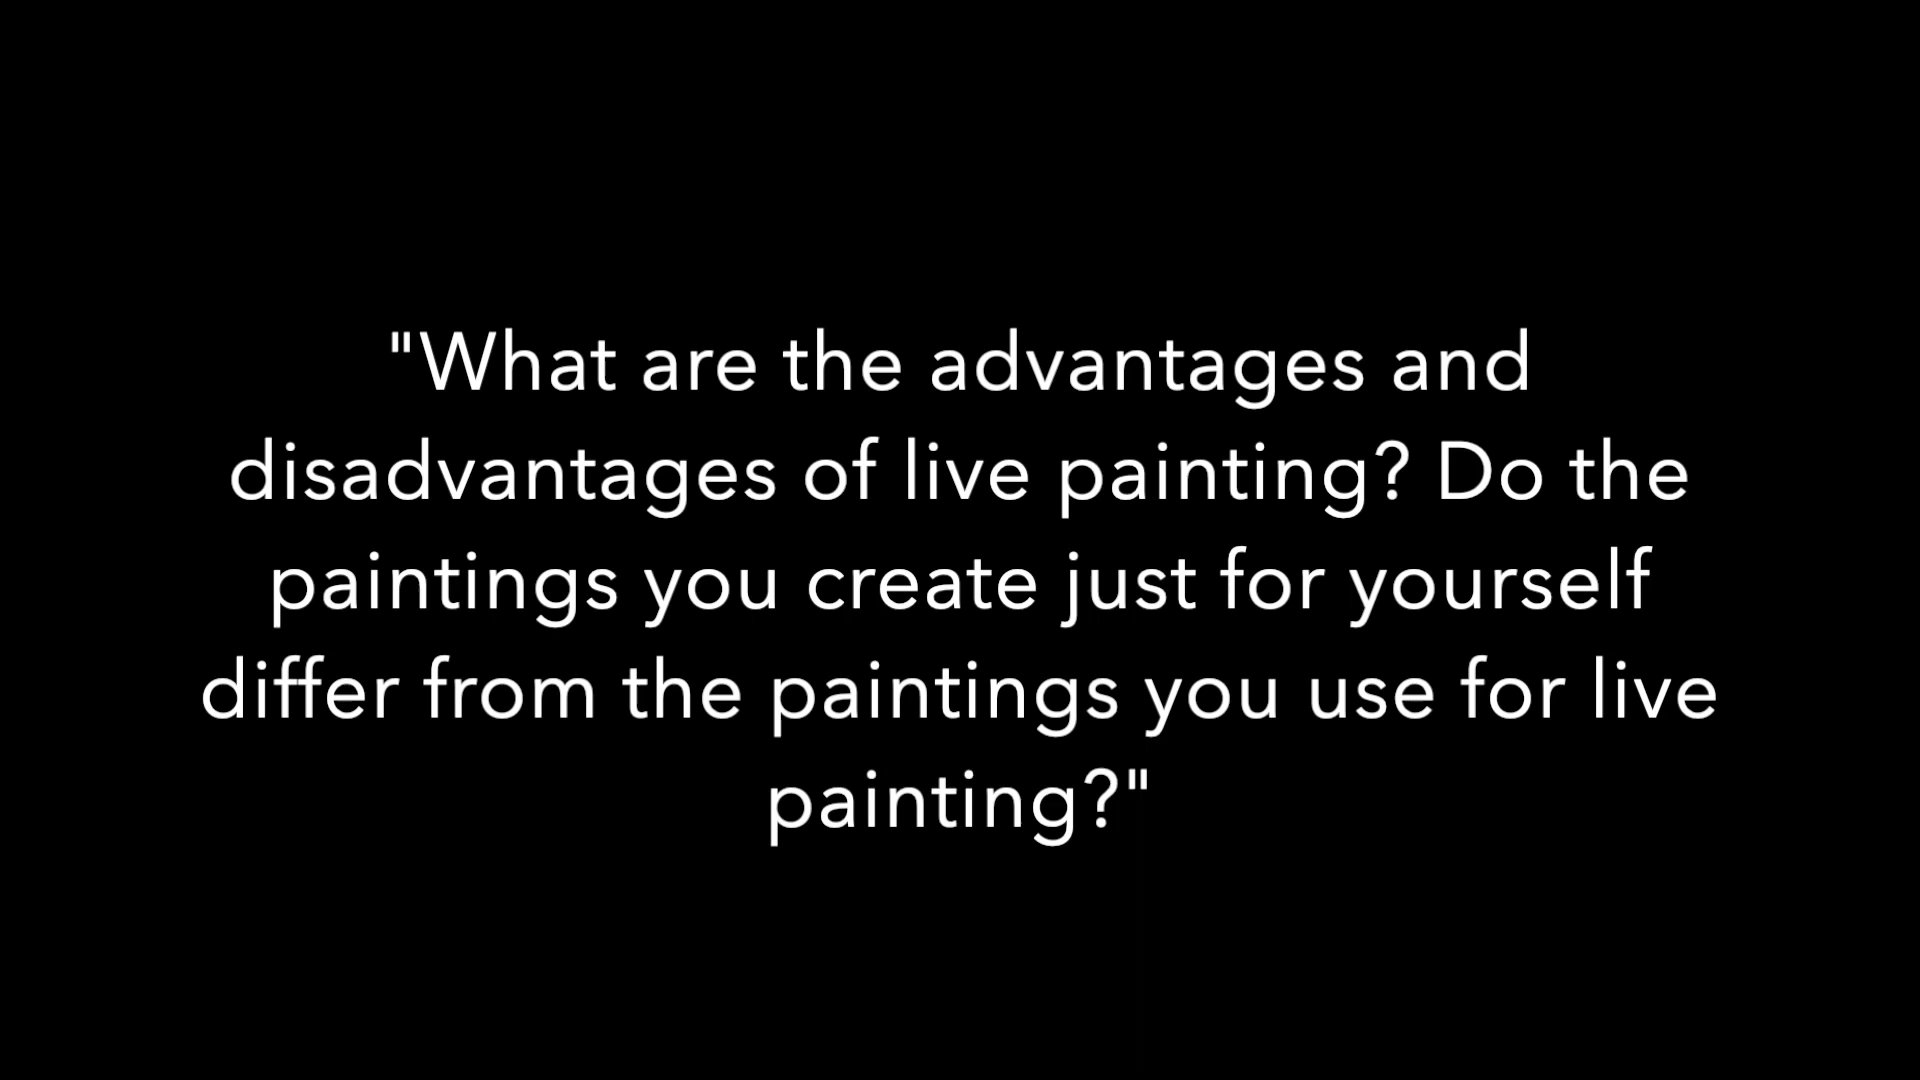 "What are the advantages and
disadvantages of live painting? Do the
paintings you create just for yourself
differ from the paintings you use for live
painting?"